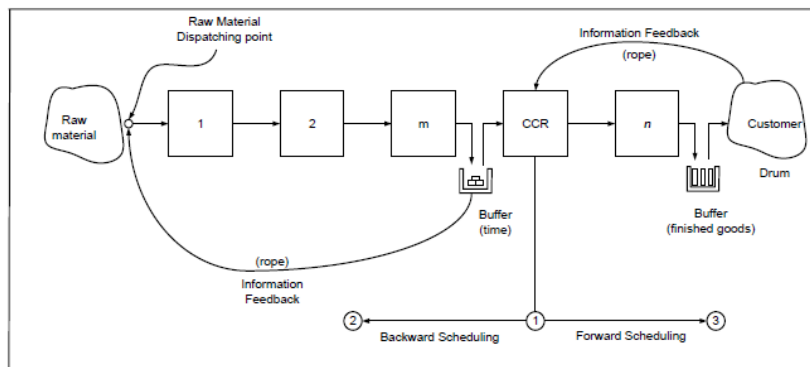 Raw Material
Dispatching point
Information Feedback
(rope)
Raw
material
1
2
m
CCR
n
Customer
Drum
Buffer
(time)
Buffer
(finished goods)
(rope)
Information
Feedback
2
1
3
Backward Scheduling
Forward Scheduling